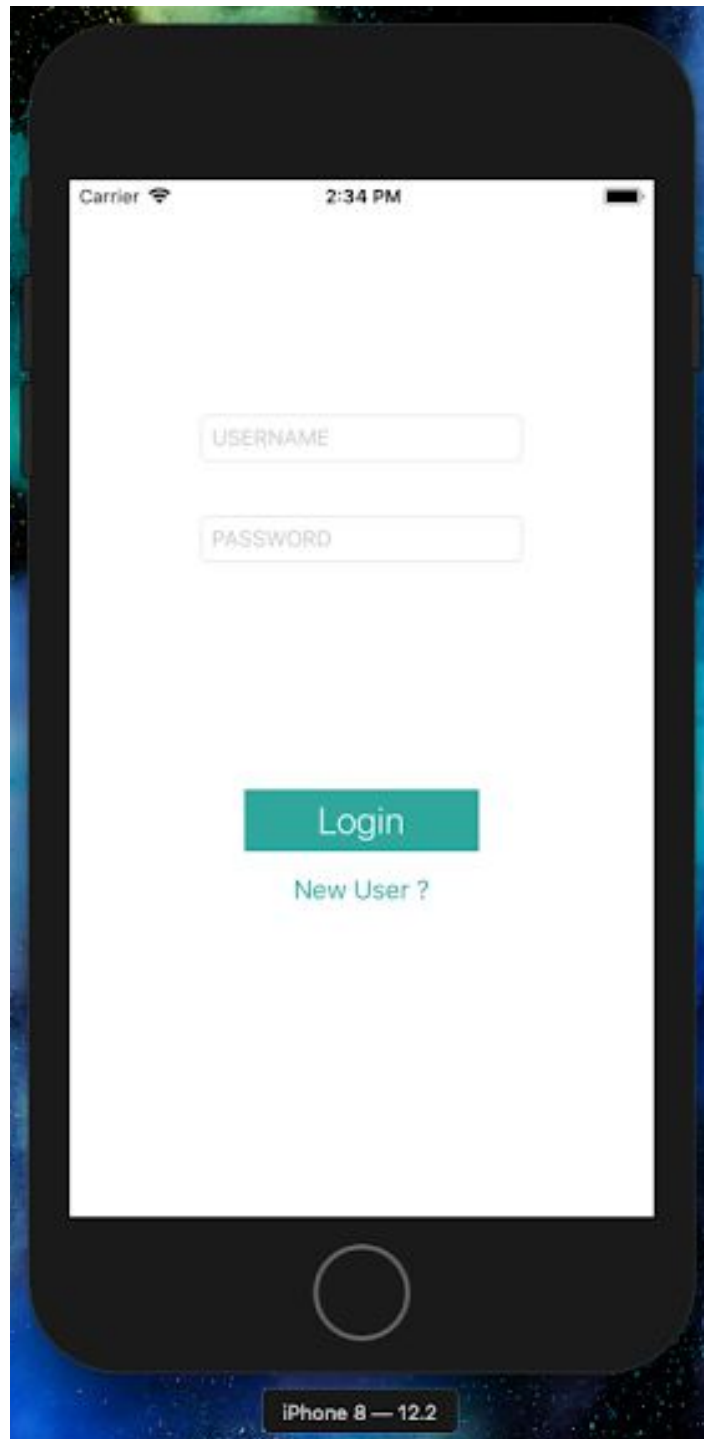 Carrier 2:34 PM
USERNAME
PASSWORD
Login
New User ?
iPhone 8 — 12.2